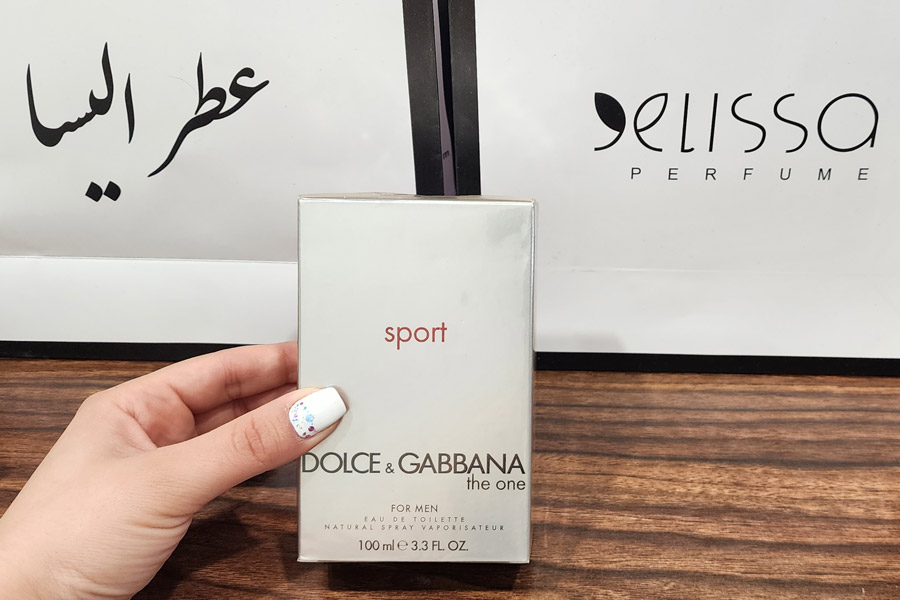 عطر الیسا
elissa
PERFUME
sport
DOLCE & GABBANA
the one
FOR MEN
EAU DE TOILETTE
NATURAL SPRAY VAPORISATEUR
100 ml ℮ 3.3 FL. OZ.